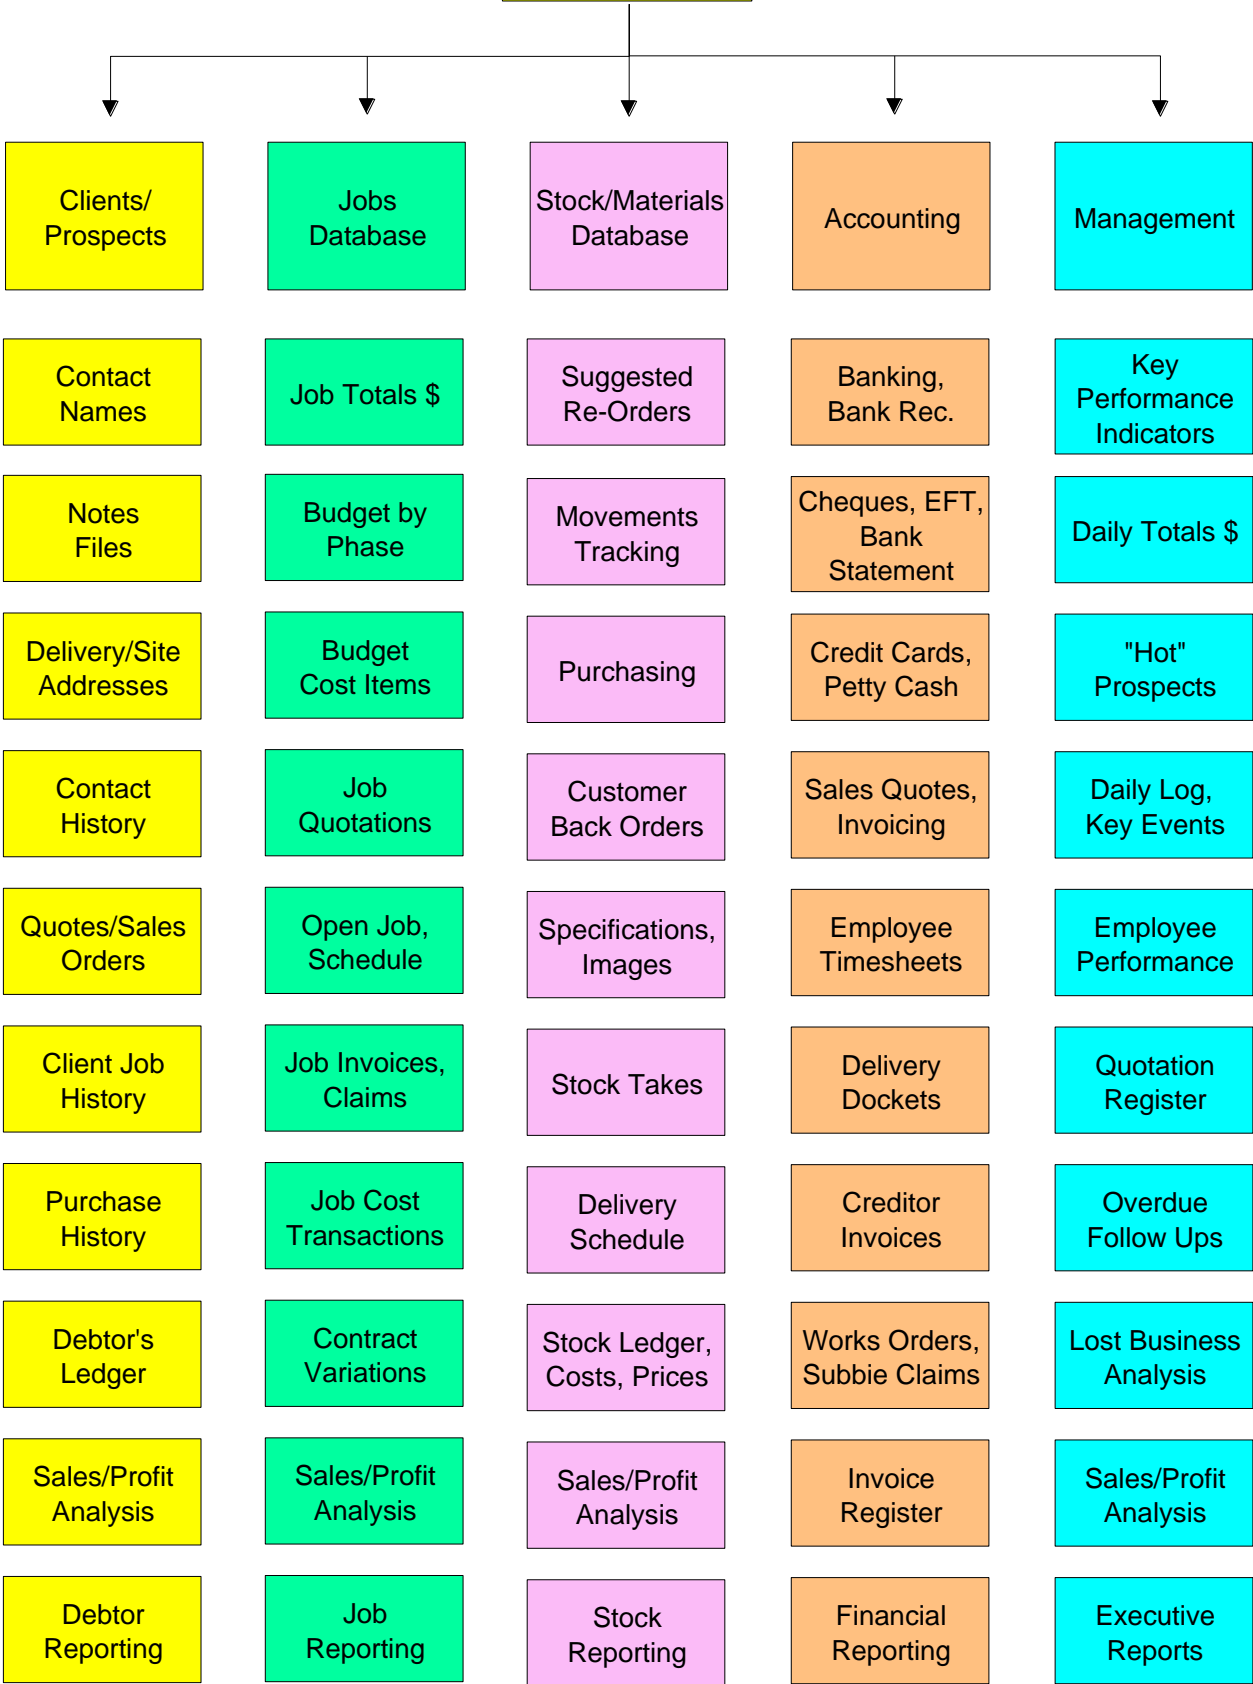 Clients/
Prospects
Jobs
Database
Stock/Materials
Database
Accounting
Management
Contact
Names
Job Totals $
Suggested
Re-Orders
Banking,
Bank Rec.
Key
Performance
Indicators
Notes
Files
Budget by
Phase
Movements
Tracking
Cheques, EFT,
Bank
Statement
Daily Totals $
Delivery/Site
Addresses
Budget
Cost Items
Purchasing
Credit Cards,
Petty Cash
"Hot"
Prospects
Contact
History
Job
Quotations
Customer
Back Orders
Sales Quotes,
Invoicing
Daily Log,
Key Events
Quotes/Sales
Orders
Open Job,
Schedule
Specifications,
Images
Employee
Timesheets
Employee
Performance
Client Job
History
Job Invoices,
Claims
Stock Takes
Delivery
Dockets
Quotation
Register
Purchase
History
Job Cost
Transactions
Delivery
Schedule
Creditor
Invoices
Overdue
Follow Ups
Debtor's
Ledger
Contract
Variations
Stock Ledger,
Costs, Prices
Works Orders,
Subbie Claims
Lost Business
Analysis
Sales/Profit
Analysis
Sales/Profit
Analysis
Sales/Profit
Analysis
Invoice
Register
Sales/Profit
Analysis
Debtor
Reporting
Job
Reporting
Stock
Reporting
Financial
Reporting
Executive
Reports